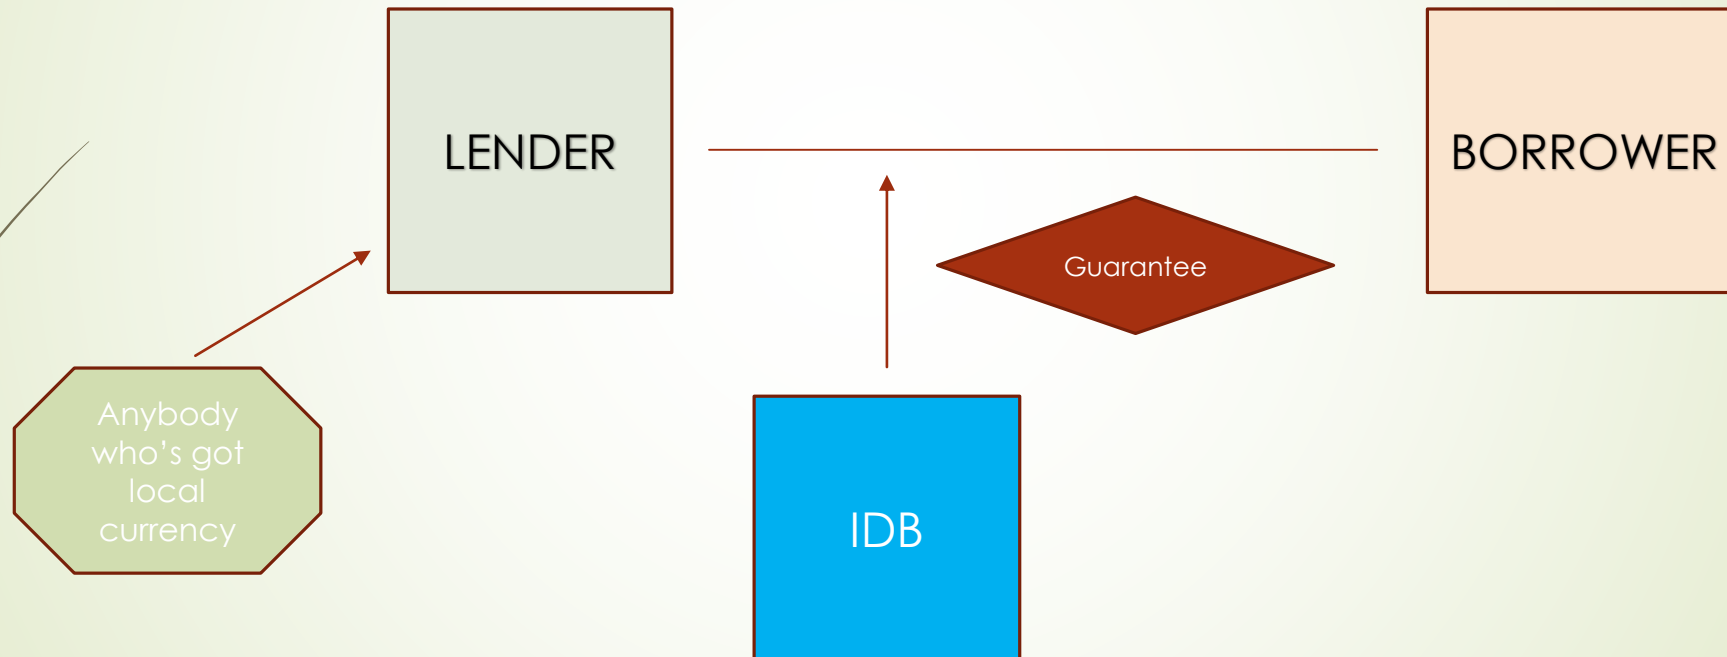 LENDER
BORROWER
Guarantee
Anybody
who’s got
local
currency
IDB